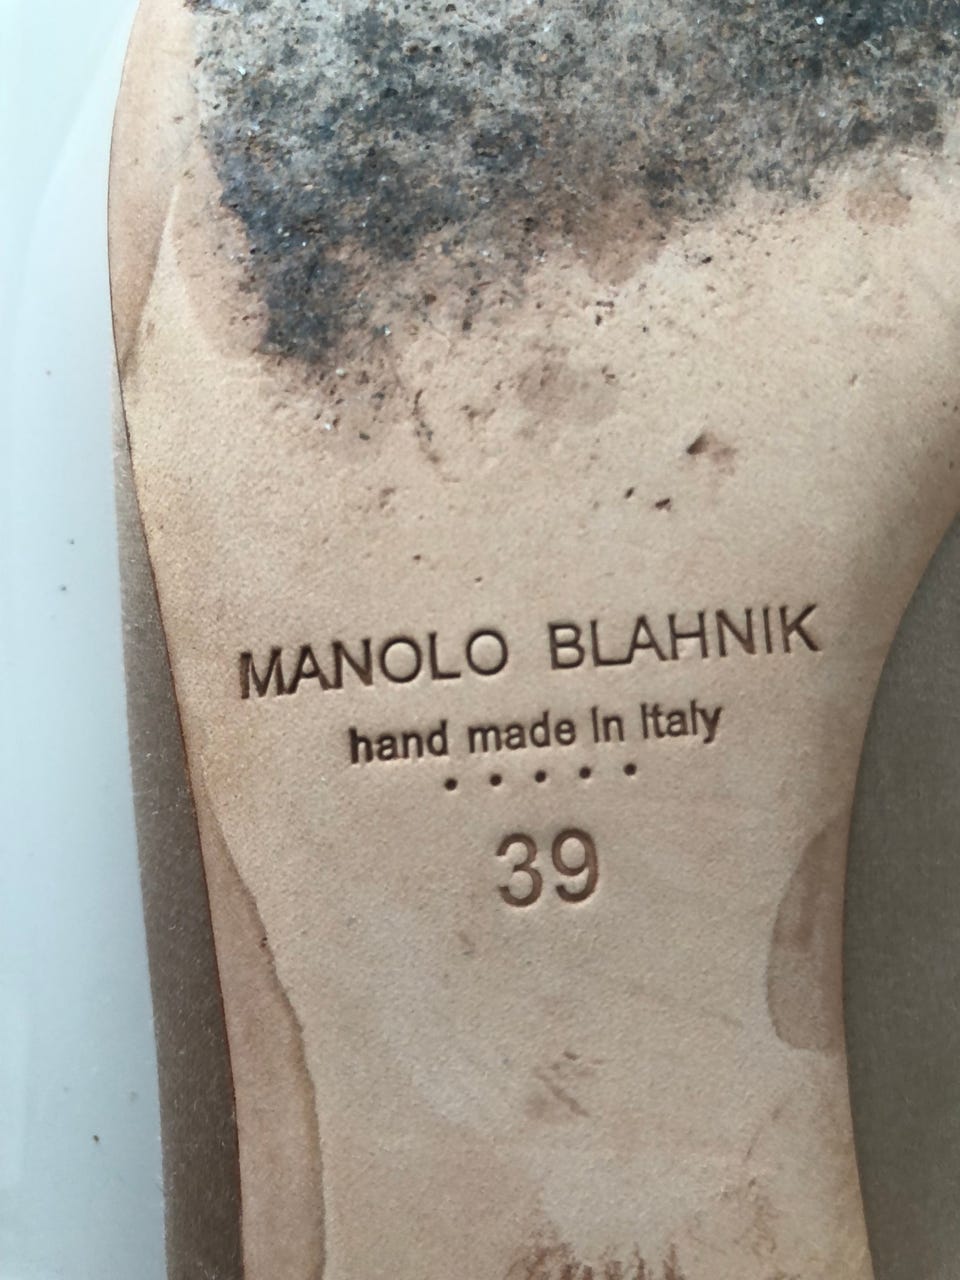 MANOLO BLAHNIK
hand made in Italy
• • • • •
39